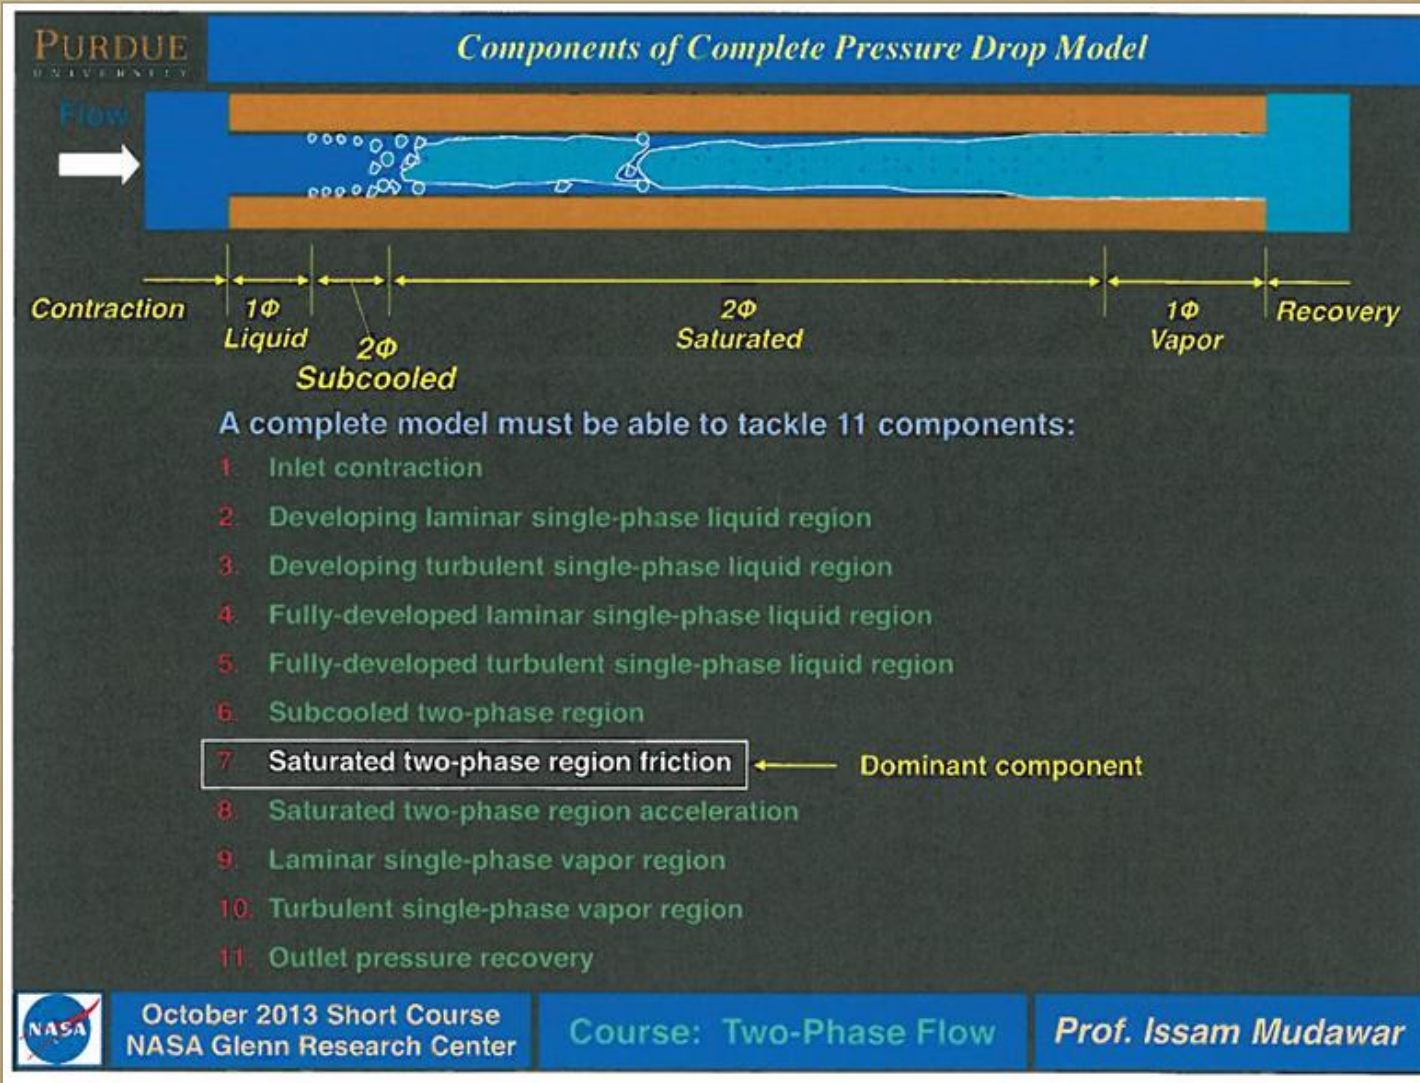 PURDUE
UNIVERSITY
Components of Complete Pressure Drop Model
Flow
Contraction
1Φ
Liquid
2Φ
Subcooled
2Φ
Saturated
1Φ
Vapor
Recovery
A complete model must be able to tackle 11 components:
1. Inlet contraction
2. Developing laminar single-phase liquid region
3. Developing turbulent single-phase liquid region
4. Fully-developed laminar single-phase liquid region
5. Fully-developed turbulent single-phase liquid region
6. Subcooled two-phase region
7 Saturated two-phase region friction
Dominant component
8. Saturated two-phase region acceleration
9. Laminar single-phase vapor region
10. Turbulent single-phase vapor region
11. Outlet pressure recovery
NASA
October 2013 Short Course
NASA Glenn Research Center
Course: Two-Phase Flow
Prof. Issam Mudawar